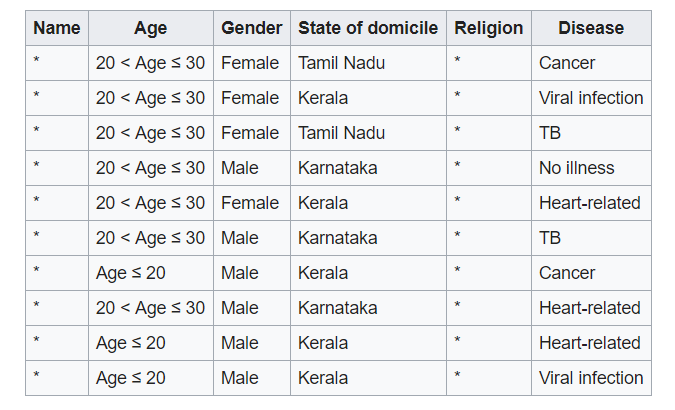 Name Age Gender State of domicile Religion Disease
* 20 < Age ≤ 30 Female Tamil Nadu * Cancer
* 20 < Age ≤ 30 Female Kerala * Viral infection
* 20 < Age ≤ 30 Female Tamil Nadu * TB
* 20 < Age ≤ 30 Male Karnataka * No illness
* 20 < Age ≤ 30 Female Kerala * Heart-related
* 20 < Age ≤ 30 Male Karnataka * TB
* Age ≤ 20 Male Kerala * Cancer
* 20 < Age ≤ 30 Male Karnataka * Heart-related
* Age ≤ 20 Male Kerala * Heart-related
* Age ≤ 20 Male Kerala * Viral infection